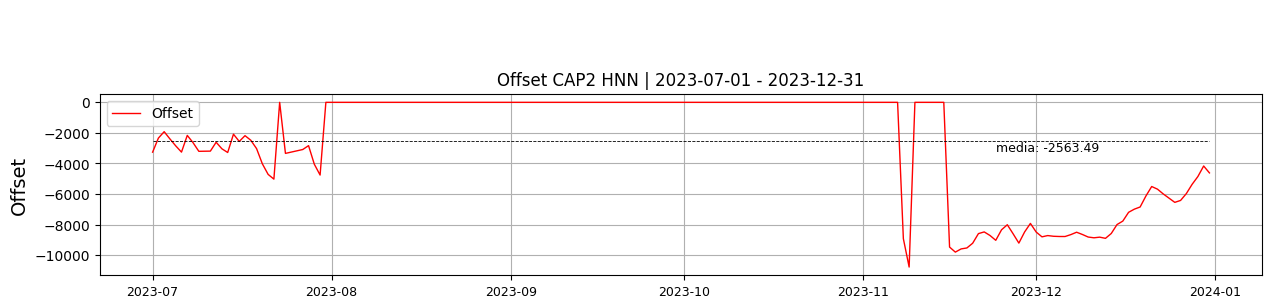 Offset CAP2 HNN | 2023-07-01 - 2023-12-31
Offset
0
−2000
−4000
−6000
−8000
−10000
Offset
media: -2563.49
2023-07 2023-08 2023-09 2023-10 2023-11 2023-12 2024-01